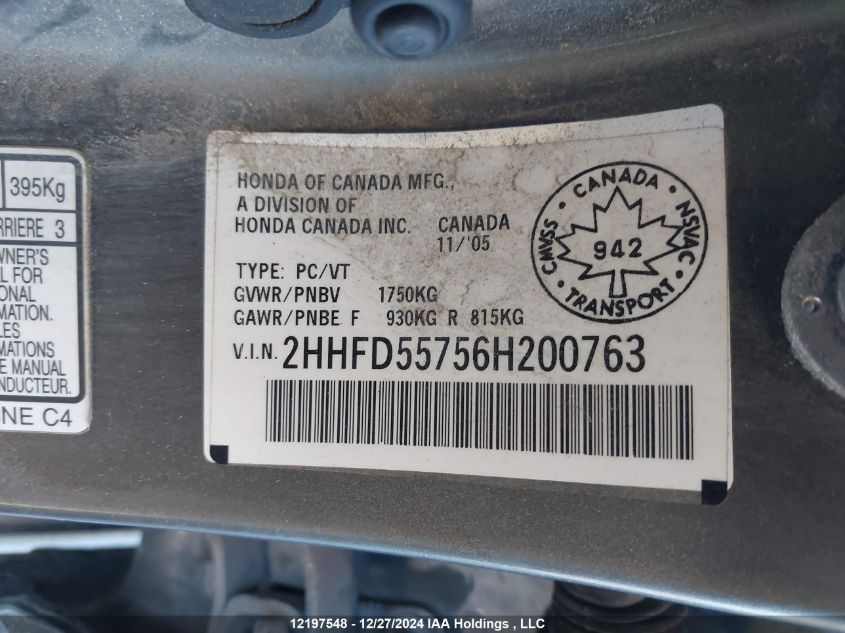 395Kg
RRIERE 3
WNER'S
L FOR
ONAL
MATION.
LES
MATIONS
E MANUAL
NDUCTEUR.
NE C4
HONDA OF CANADA MFG.,
A DIVISION OF
HONDA CANADA INC. CANADA
11/'05
TYPE: PC/VT
GVWR/PNBV 1750KG
GAWR/PNBE F 930KG R 815KG
V.I.N. 2HHFD55756H200763
CANADA
CMVSS 942 NSVAC
TRANSPORT
12197548 - 12/27/2024 IAA Holdings , LLC